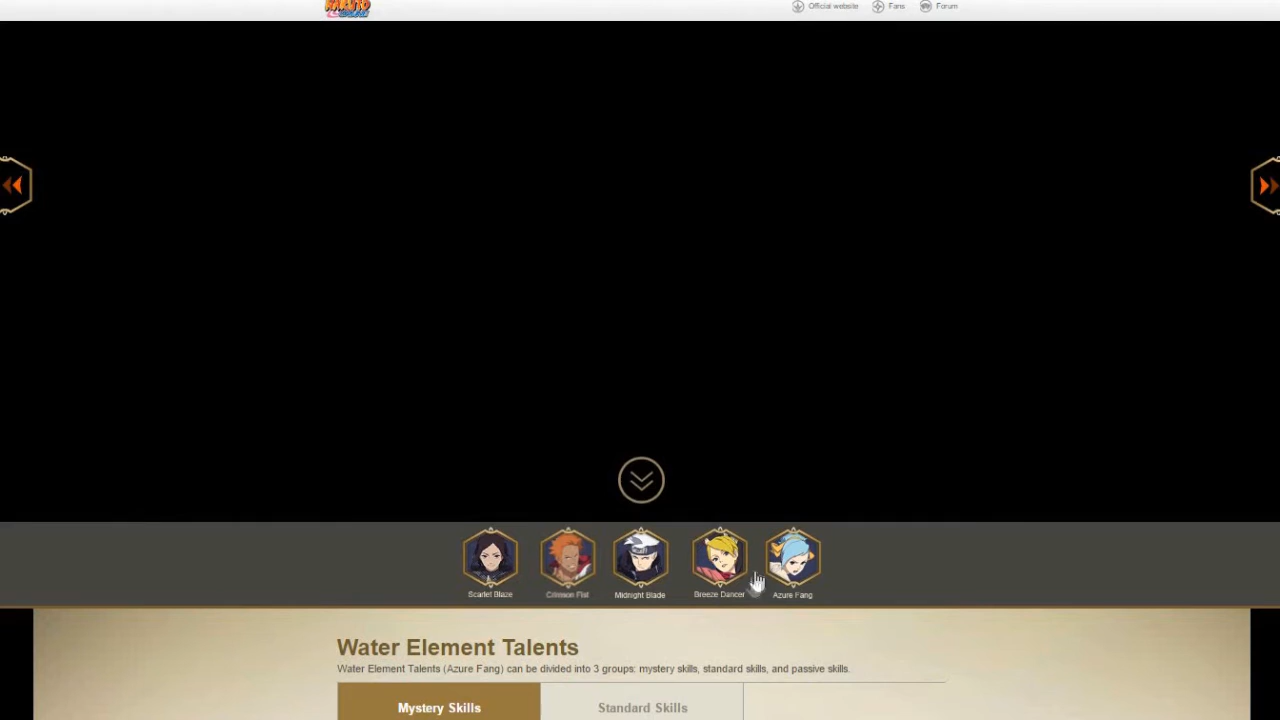 NARUTO
ONLINE
Official website
Fans
Forum
Scarlet Blaze
Crimson Fist
Midnight Blade
Breeze Dancer
Azure Fang
Water Element Talents
Water Element Talents (Azure Fang) can be divided into 3 groups: mystery skills, standard skills, and passive skills.
Mystery Skills
Standard Skills